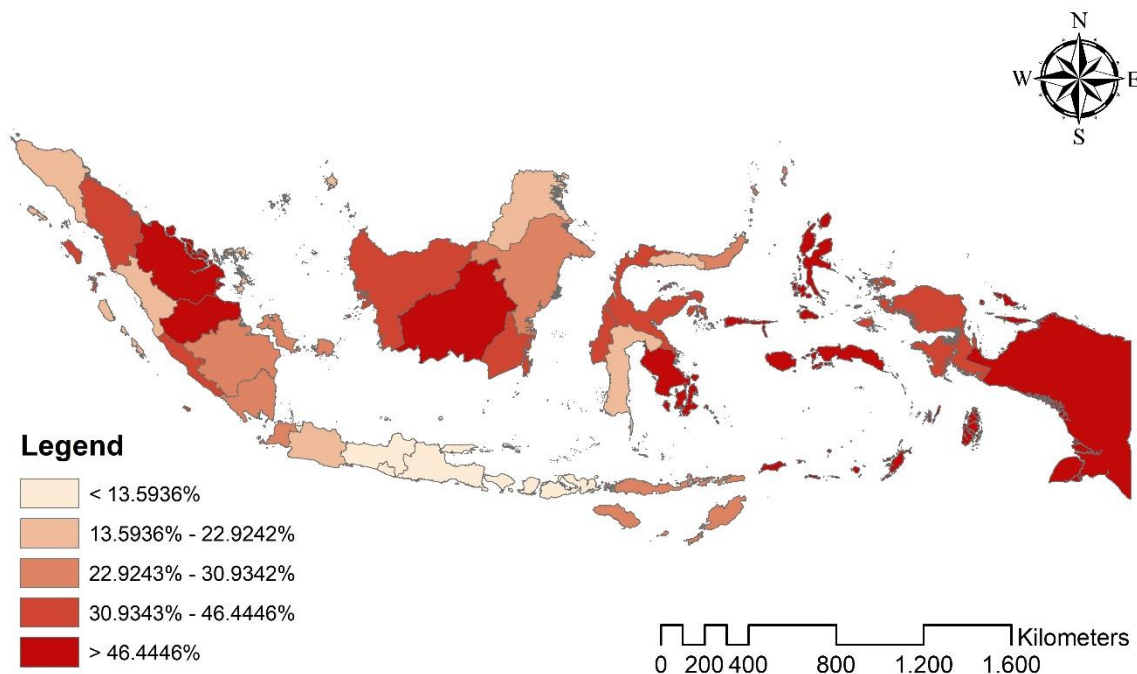 N
W E
S
Legend
< 13.5936%
13.5936% - 22.9242%
22.9243% - 30.9342%
30.9343% - 46.4446%
> 46.4446%
Kilometers
0 200 400 800 1.200 1.600